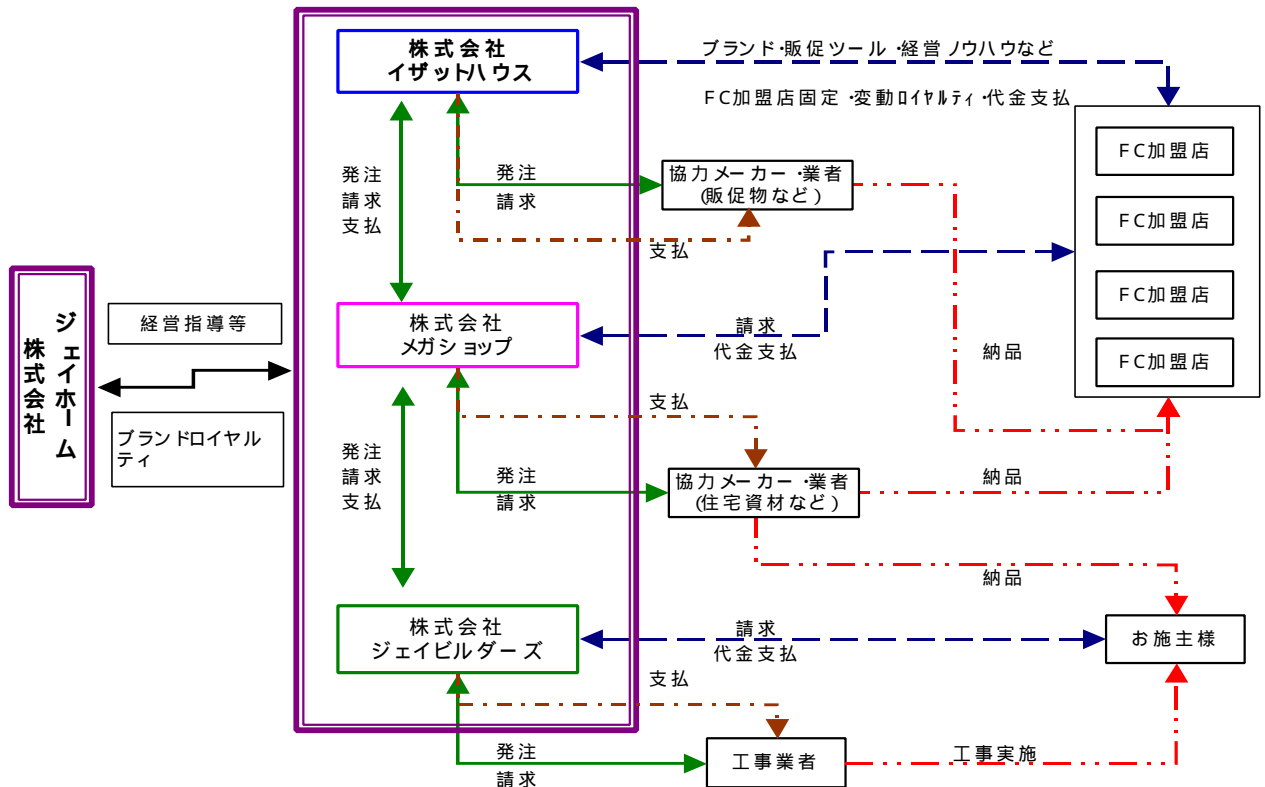 株式会社
イザットハウス
ブランド・販促ツール・経営ノウハウなど
FC加盟店固定・変動ロイヤルティ・代金支払
FC加盟店
FC加盟店
FC加盟店
FC加盟店
発注
請求
支払
発注
請求
協力メーカー・業者
(販促物など)
支払
ジェイホーム
株式会社
経営指導等
ブランドロイヤル
ティ
株式会社
メガショップ
請求
代金支払
納品
支払
発注
請求
支払
発注
請求
協力メーカー・業者
(住宅資材など)
納品
納品
株式会社
ジェイビルダーズ
請求
代金支払
お施主様
支払
発注
請求
工事業者
工事実施